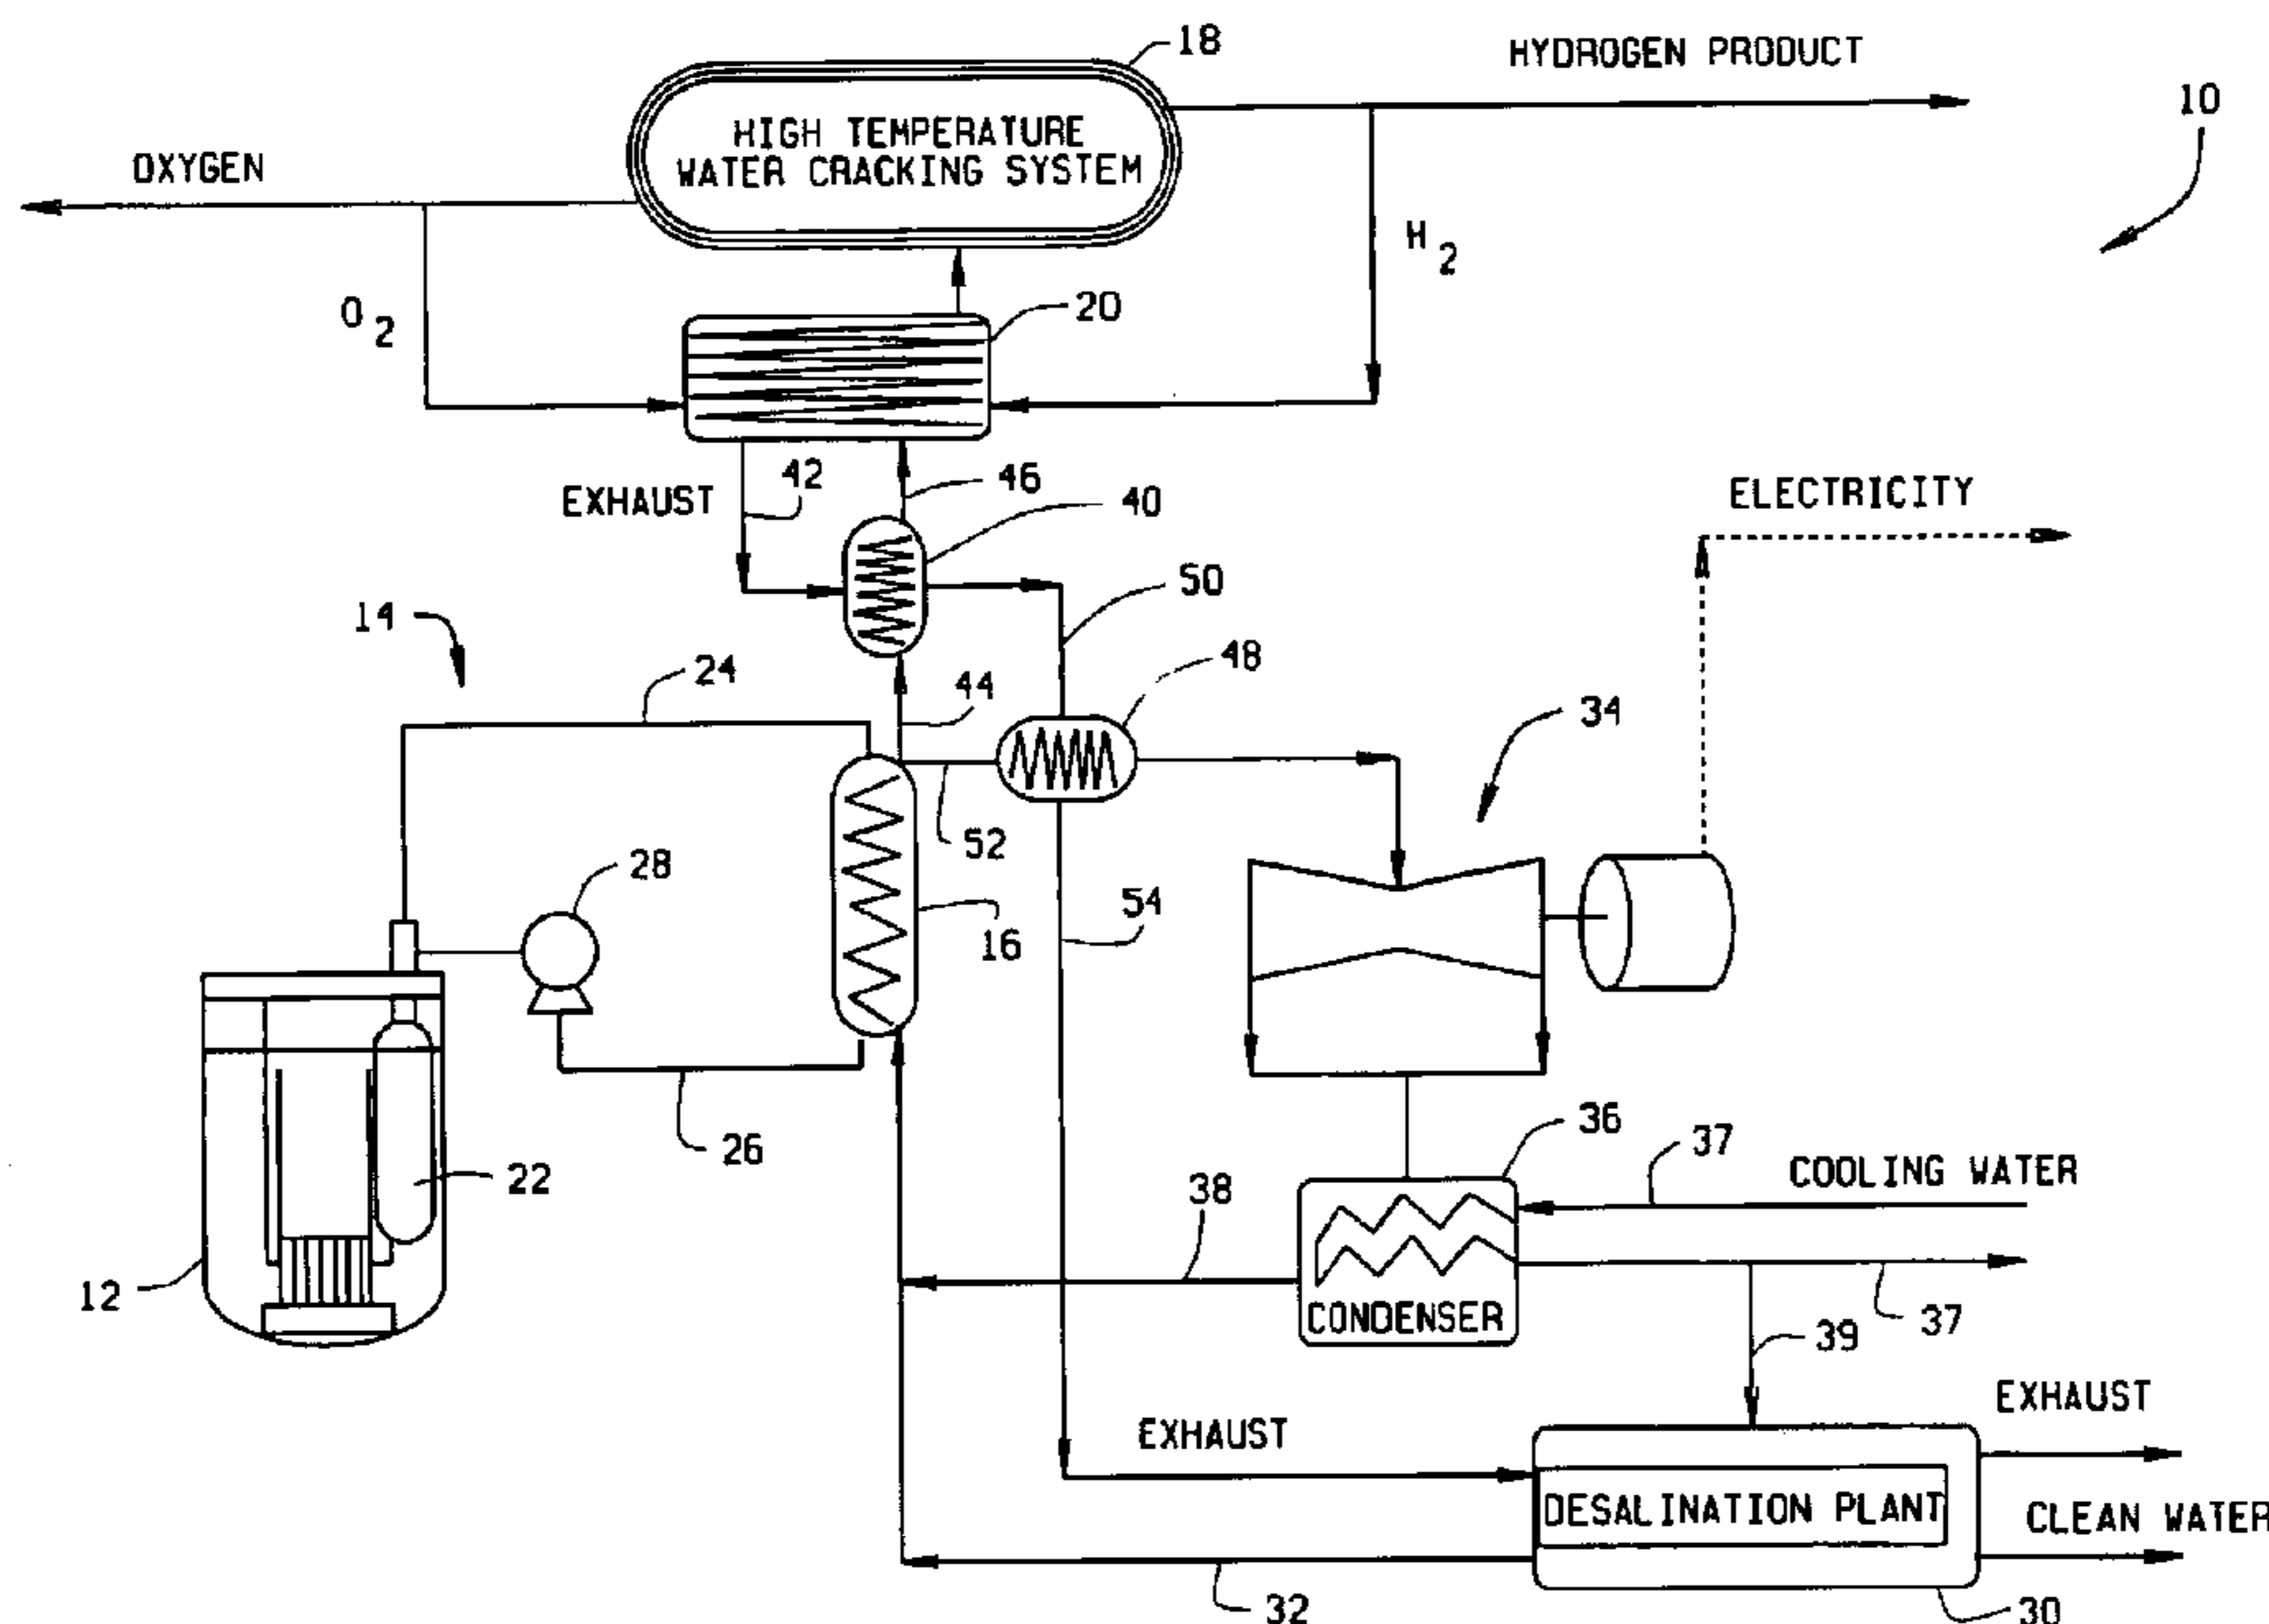 18
HYDROGEN PRODUCT
10
HIGH TEMPERATURE
WATER CRACKING SYSTEM
OXYGEN
H2
20
O2
42
46
EXHAUST
40
ELECTRICITY
50
14
48
24
44
34
52
28
54
16
36
37
COOLING WATER
26
22
38
12
CONDENSER
39
37
EXHAUST
EXHAUST
DESALINATION PLANT
CLEAN WATER
32
30